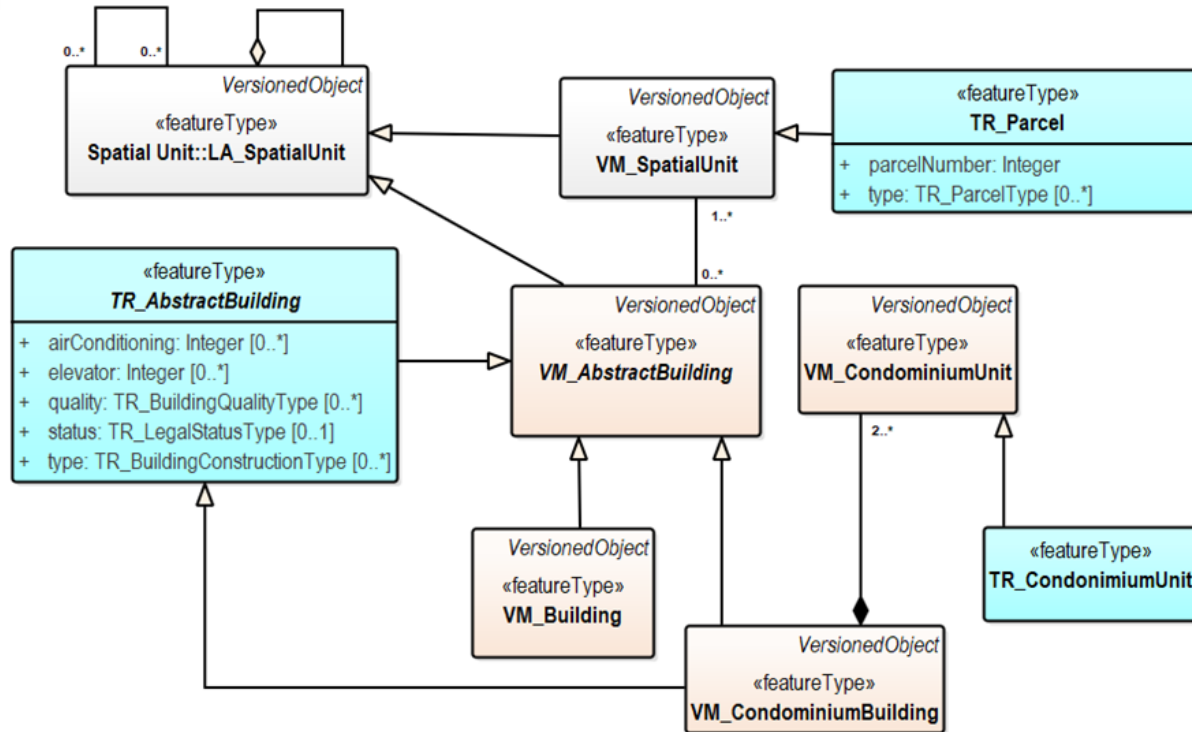 0..*
0..*
VersionedObject
«featureType»
Spatial Unit::LA_SpatialUnit
VersionedObject
«featureType»
VM_SpatialUnit
«featureType»
TR_Parcel
+ parcelNumber: Integer
+ type: TR_ParcelType [0..*]
1..*
0..*
«featureType»
TR_AbstractBuilding
+ airConditioning: Integer [0..*]
+ elevator: Integer [0..*]
+ quality: TR_BuildingQualityType [0..*]
+ status: TR_LegalStatusType [0..1]
+ type: TR_BuildingConstructionType [0..*]
VersionedObject
«featureType»
VM_AbstractBuilding
VersionedObject
«featureType»
VM_CondominiumUnit
2..*
VersionedObject
«featureType»
VM_Building
«featureType»
TR_CondonimiumUnit
VersionedObject
«featureType»
VM_CondominiumBuilding